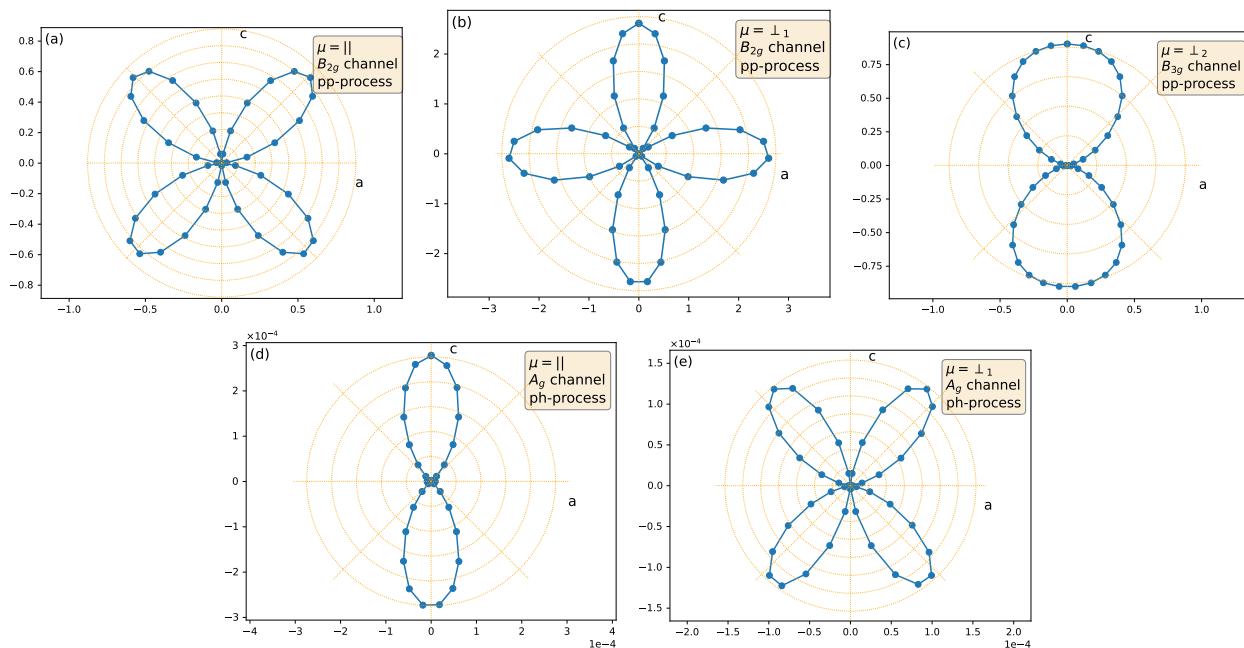 (a)
c
μ = ||
B2g channel
pp-process
a
0.8
0.6
0.4
0.2
0.0
−0.2
−0.4
−0.6
−0.8
−1.0 −0.5 0.0 0.5 1.0
(b)
c
μ = ⊥1
B2g channel
pp-process
a
2
1
0
−1
−2
−3 −2 −1 0 1 2 3
(c)
c
μ = ⊥2
B3g channel
pp-process
a
0.75
0.50
0.25
0.00
−0.25
−0.50
−0.75
−1.0 −0.5 0.0 0.5 1.0
×10−4
(d)
c
μ = ||
Ag channel
ph-process
a
3
2
1
0
−1
−2
−3
−4 −3 −2 −1 0 1 2 3 4
1e−4
×10−4
(e)
c
μ = ⊥1
Ag channel
ph-process
a
1.5
1.0
0.5
0.0
−0.5
−1.0
−1.5
−2.0 −1.5 −1.0 −0.5 0.0 0.5 1.0 1.5 2.0
1e−4